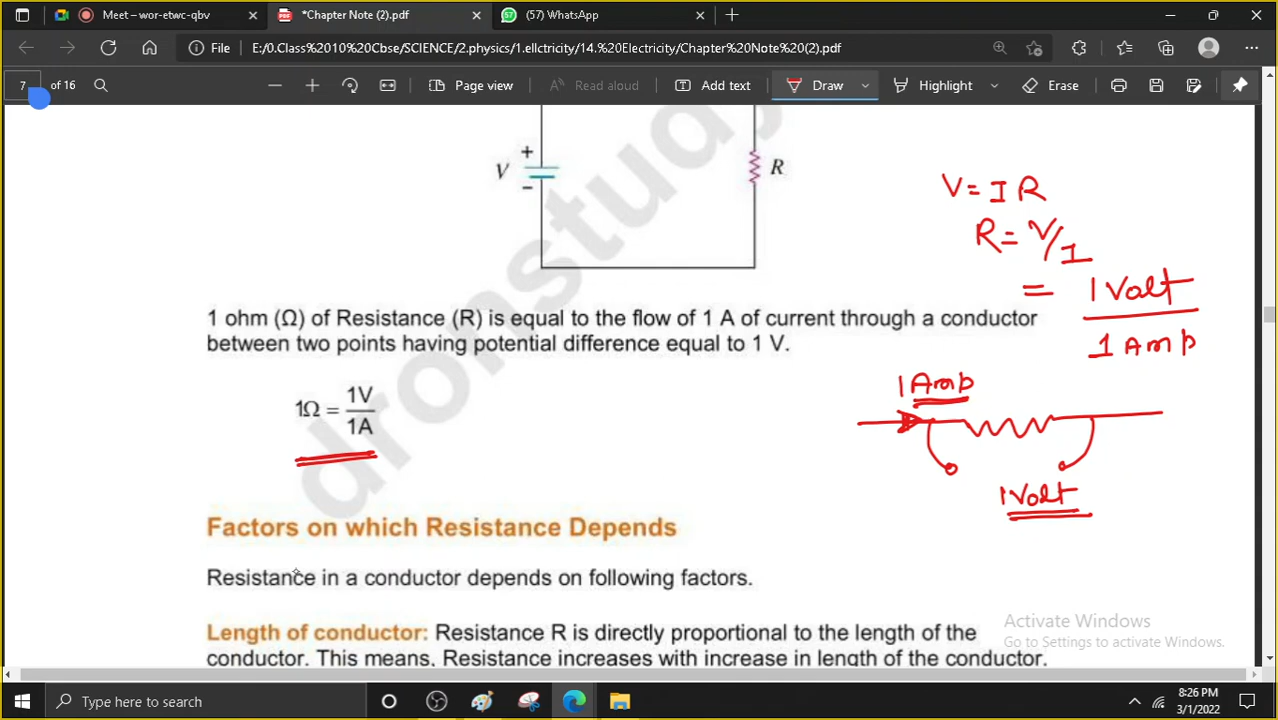 Meet – wor-etwc-qbv
*Chapter Note (2).pdf
(57) WhatsApp
File
E:/0.Class%2010%20Cbse/SCIENCE/2.physics/1.ellctricity/14.%20Electricity/Chapter%20Note%20(2).pdf
7 of 16
Page view
Read aloud
Add text
Draw
Highlight
Erase
dronstudy
+
V
-
R
V = I R
R = V/I
= 1 Volt
1 Amp
1 ohm (Ω) of Resistance (R) is equal to the flow of 1 A of current through a conductor
between two points having potential difference equal to 1 V.
1Ω = 1V
1A
1 Amp
1 Volt
Factors on which Resistance Depends
Resistance in a conductor depends on following factors.
Length of conductor: Resistance R is directly proportional to the length of the
conductor. This means, Resistance increases with increase in length of the conductor.
Activate Windows
Go to Settings to activate Windows.
Type here to search
8:26 PM
3/1/2022